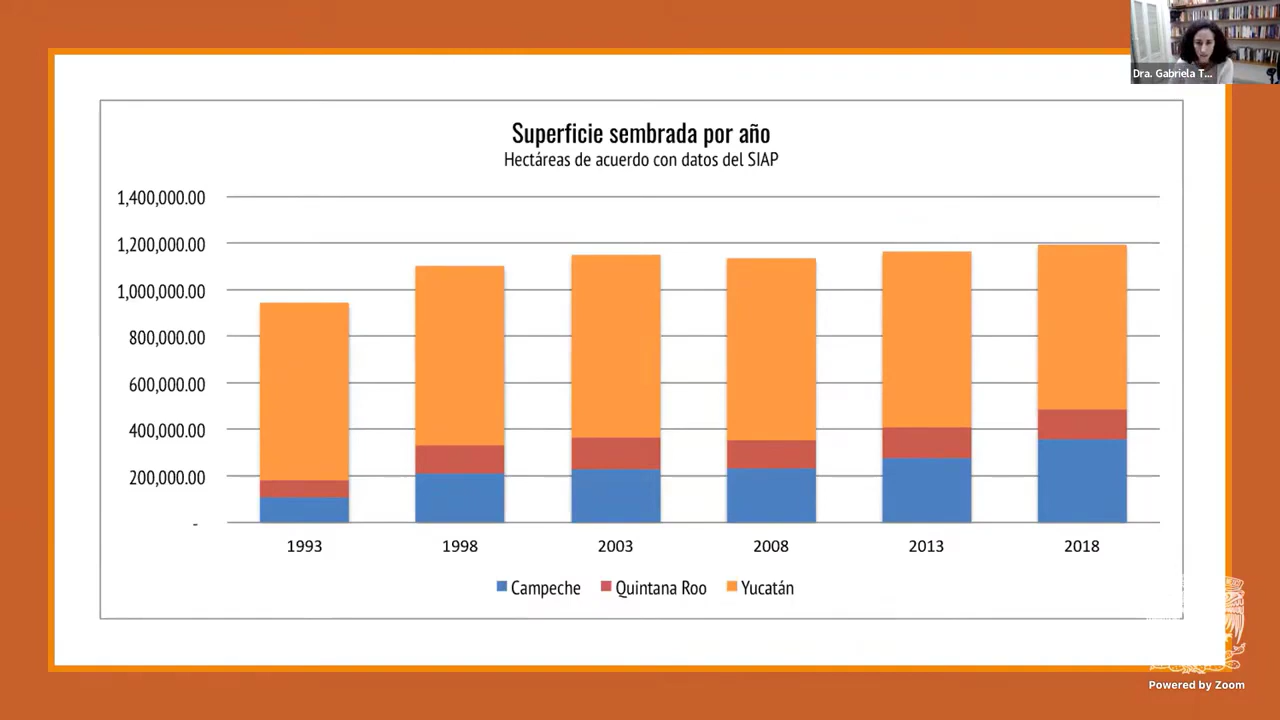 Dra. Gabriela T...
Superficie sembrada por año
Hectáreas de acuerdo con datos del SIAP
1,400,000.00
1,200,000.00
1,000,000.00
800,000.00
600,000.00
400,000.00
200,000.00
-
1993 1998 2003 2008 2013 2018
Campeche Quintana Roo Yucatán
Powered by Zoom